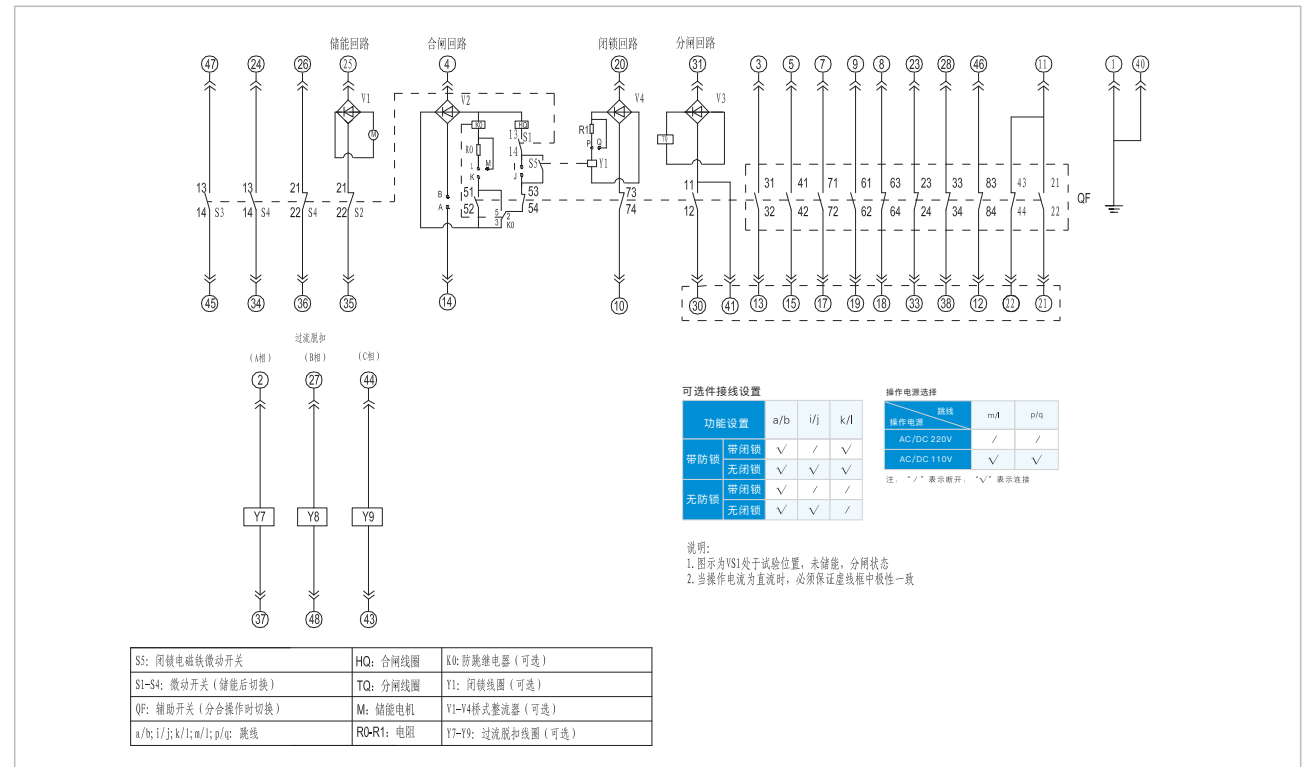 储能回路 合闸回路 闭锁回路 分闸回路
47 24 26 25 4 20 31 3 5 7 9 8 23 28 46 11 1 40
V1 V2 V4 V3
M K0 HQ R1 TQ
13 S1
R0 14 P Q
L M I S5 Y1
K J
13 13 21 21 B 51 53 73 11 31 41 71 61 63 23 33 83 43 21
14 S3 14 S4 22 S4 22 S2 A 52 54 74 12 32 42 72 62 64 24 34 84 44 22 QF
5 2
3 K0
45 34 36 35 14 10 30 41 13 15 17 19 18 33 38 12 22 21
过流脱扣
(A相) (B相) (C相)
2 27 44
Y7 Y8 Y9
37 48 43
可选件接线设置
功能设置 a/b i/j k/l
带防锁 带闭锁 √ / √
无闭锁 √ √ √
无防锁 带闭锁 √ / /
无闭锁 √ √ /
操作电源选择
跳线 m/l p/q
操作电源
AC/DC 220V / /
AC/DC 110V √ √
注: "/"表示断开; "√"表示连接
说明:
1.图示为VS1处于试验位置, 未储能, 分闸状态
2.当操作电流为直流时, 必须保证虚线框中极性一致
S5: 闭锁电磁铁微动开关 HQ: 合闸线圈 K0:防跳继电器(可选)
S1-S4: 微动开关(储能后切换) TQ: 分闸线圈 Y1: 闭锁线圈(可选)
QF: 辅助开关(分合操作时切换) M: 储能电机 V1-V4桥式整流器(可选)
a/b;i/j;k/l;m/l;p/q: 跳线 R0-R1: 电阻 Y7-Y9: 过流脱扣线圈(可选)